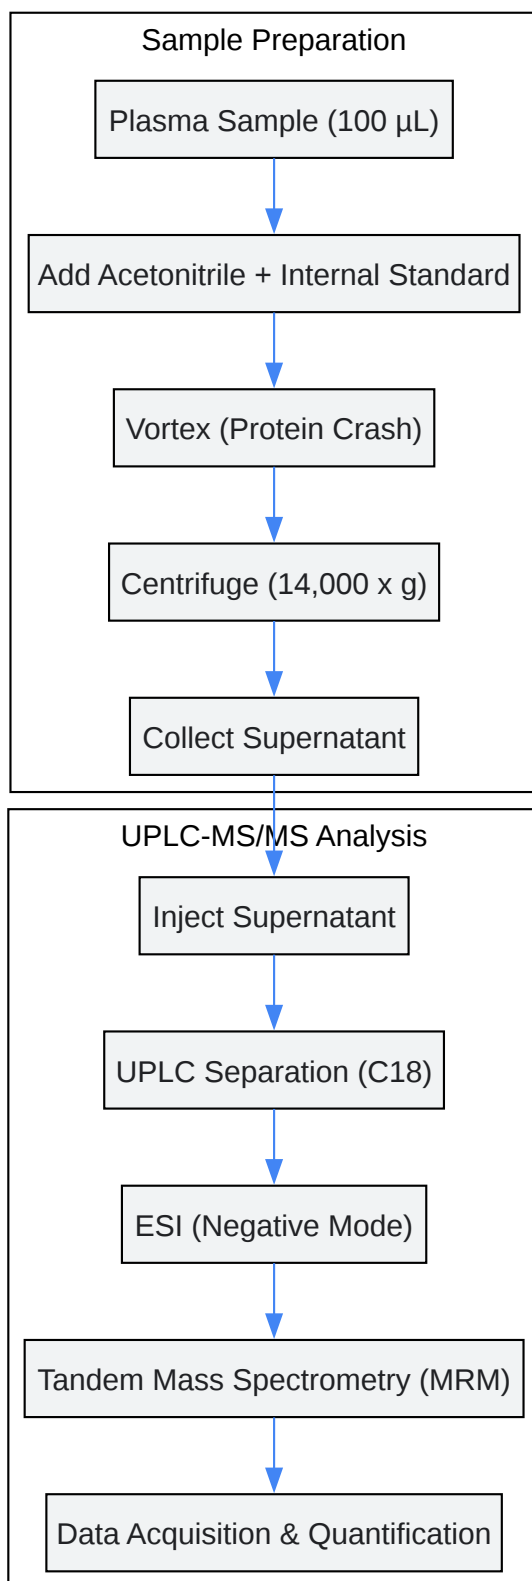 Sample Preparation
Plasma Sample (100 µL)
Add Acetonitrile + Internal Standard
Vortex (Protein Crash)
Centrifuge (14,000 x g)
Collect Supernatant
UPLC-MS/MS Analysis
Inject Supernatant
UPLC Separation (C18)
ESI (Negative Mode)
Tandem Mass Spectrometry (MRM)
Data Acquisition & Quantification